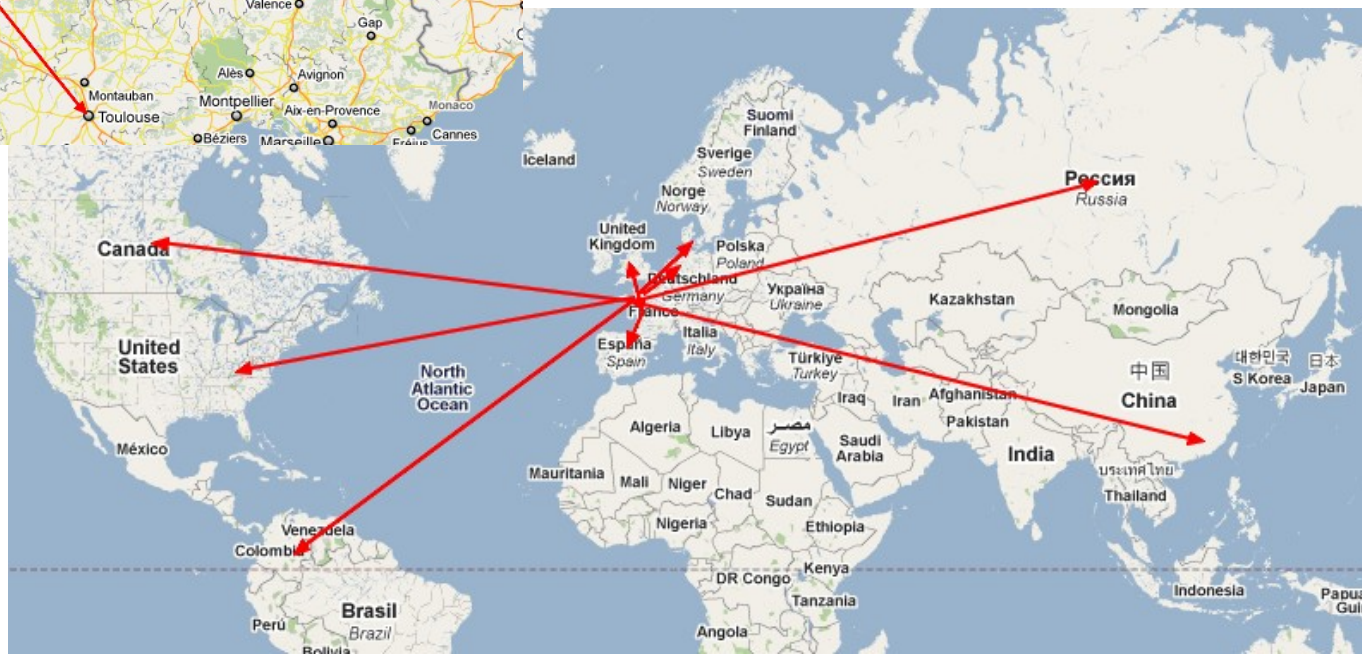 Valence
Gap
Alès
Avignon
Montauban
Montpellier
Aix-en-Provence
Monaco
Toulouse
Béziers
Marseille
Fréjus
Cannes
Iceland
Suomi
Finland
Sverige
Sweden
Norge
Norway
Россия
Russia
United
Kingdom
Polska
Poland
Canada
Deutschland
Germany
Україна
Ukraine
Kazakhstan
Mongolia
France
United
States
España
Spain
Italia
Italy
Türkiye
Turkey
North
Atlantic
Ocean
中国
China
대한민국
S Korea
日本
Japan
Iraq
Iran
Afghanistan
Pakistan
México
Algeria
Libya
مصر
Egypt
Saudi
Arabia
India
Mauritania
Mali
Niger
Chad
Sudan
ประเทศไทย
Thailand
Nigeria
Ethiopia
Venezuela
Colombia
DR Congo
Kenya
Tanzania
Indonesia
Papua
Gui
Brasil
Brazil
Perú
Angola
Bolivia